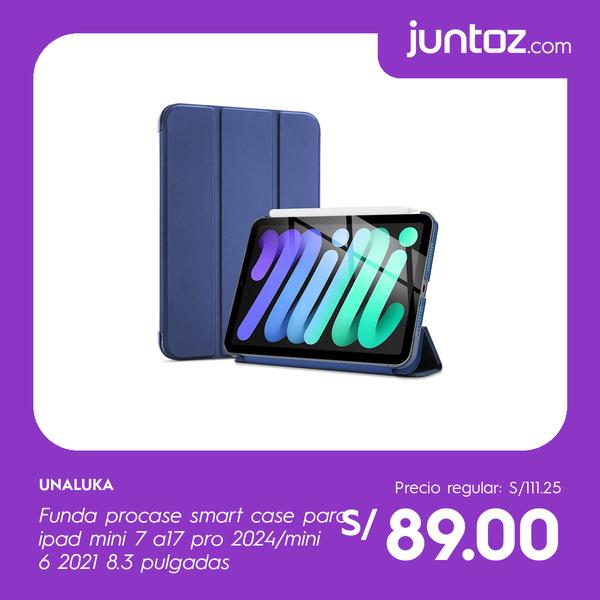 juntoz.com
UNALUKA
Precio regular: S/111.25
Funda procase smart case para
ipad mini 7 a17 pro 2024/mini
6 2021 8.3 pulgadas
S/ 89.00